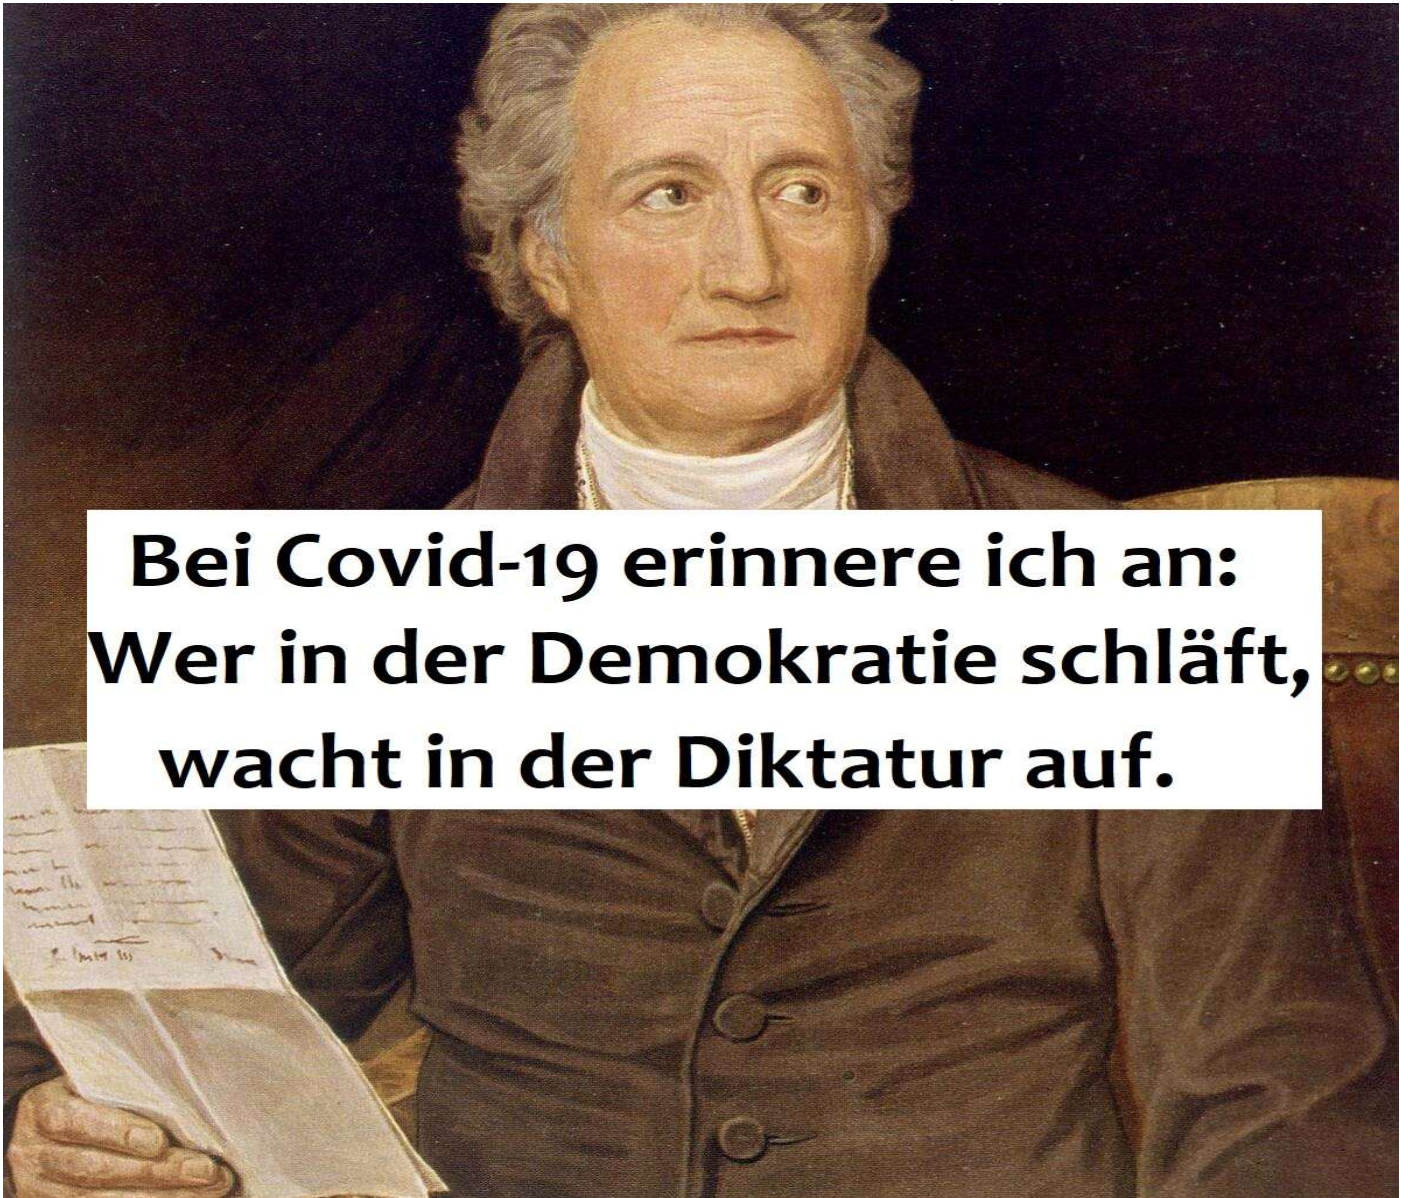 Bei Covid-19 erinnere ich an:
Wer in der Demokratie schläft,
wacht in der Diktatur auf.